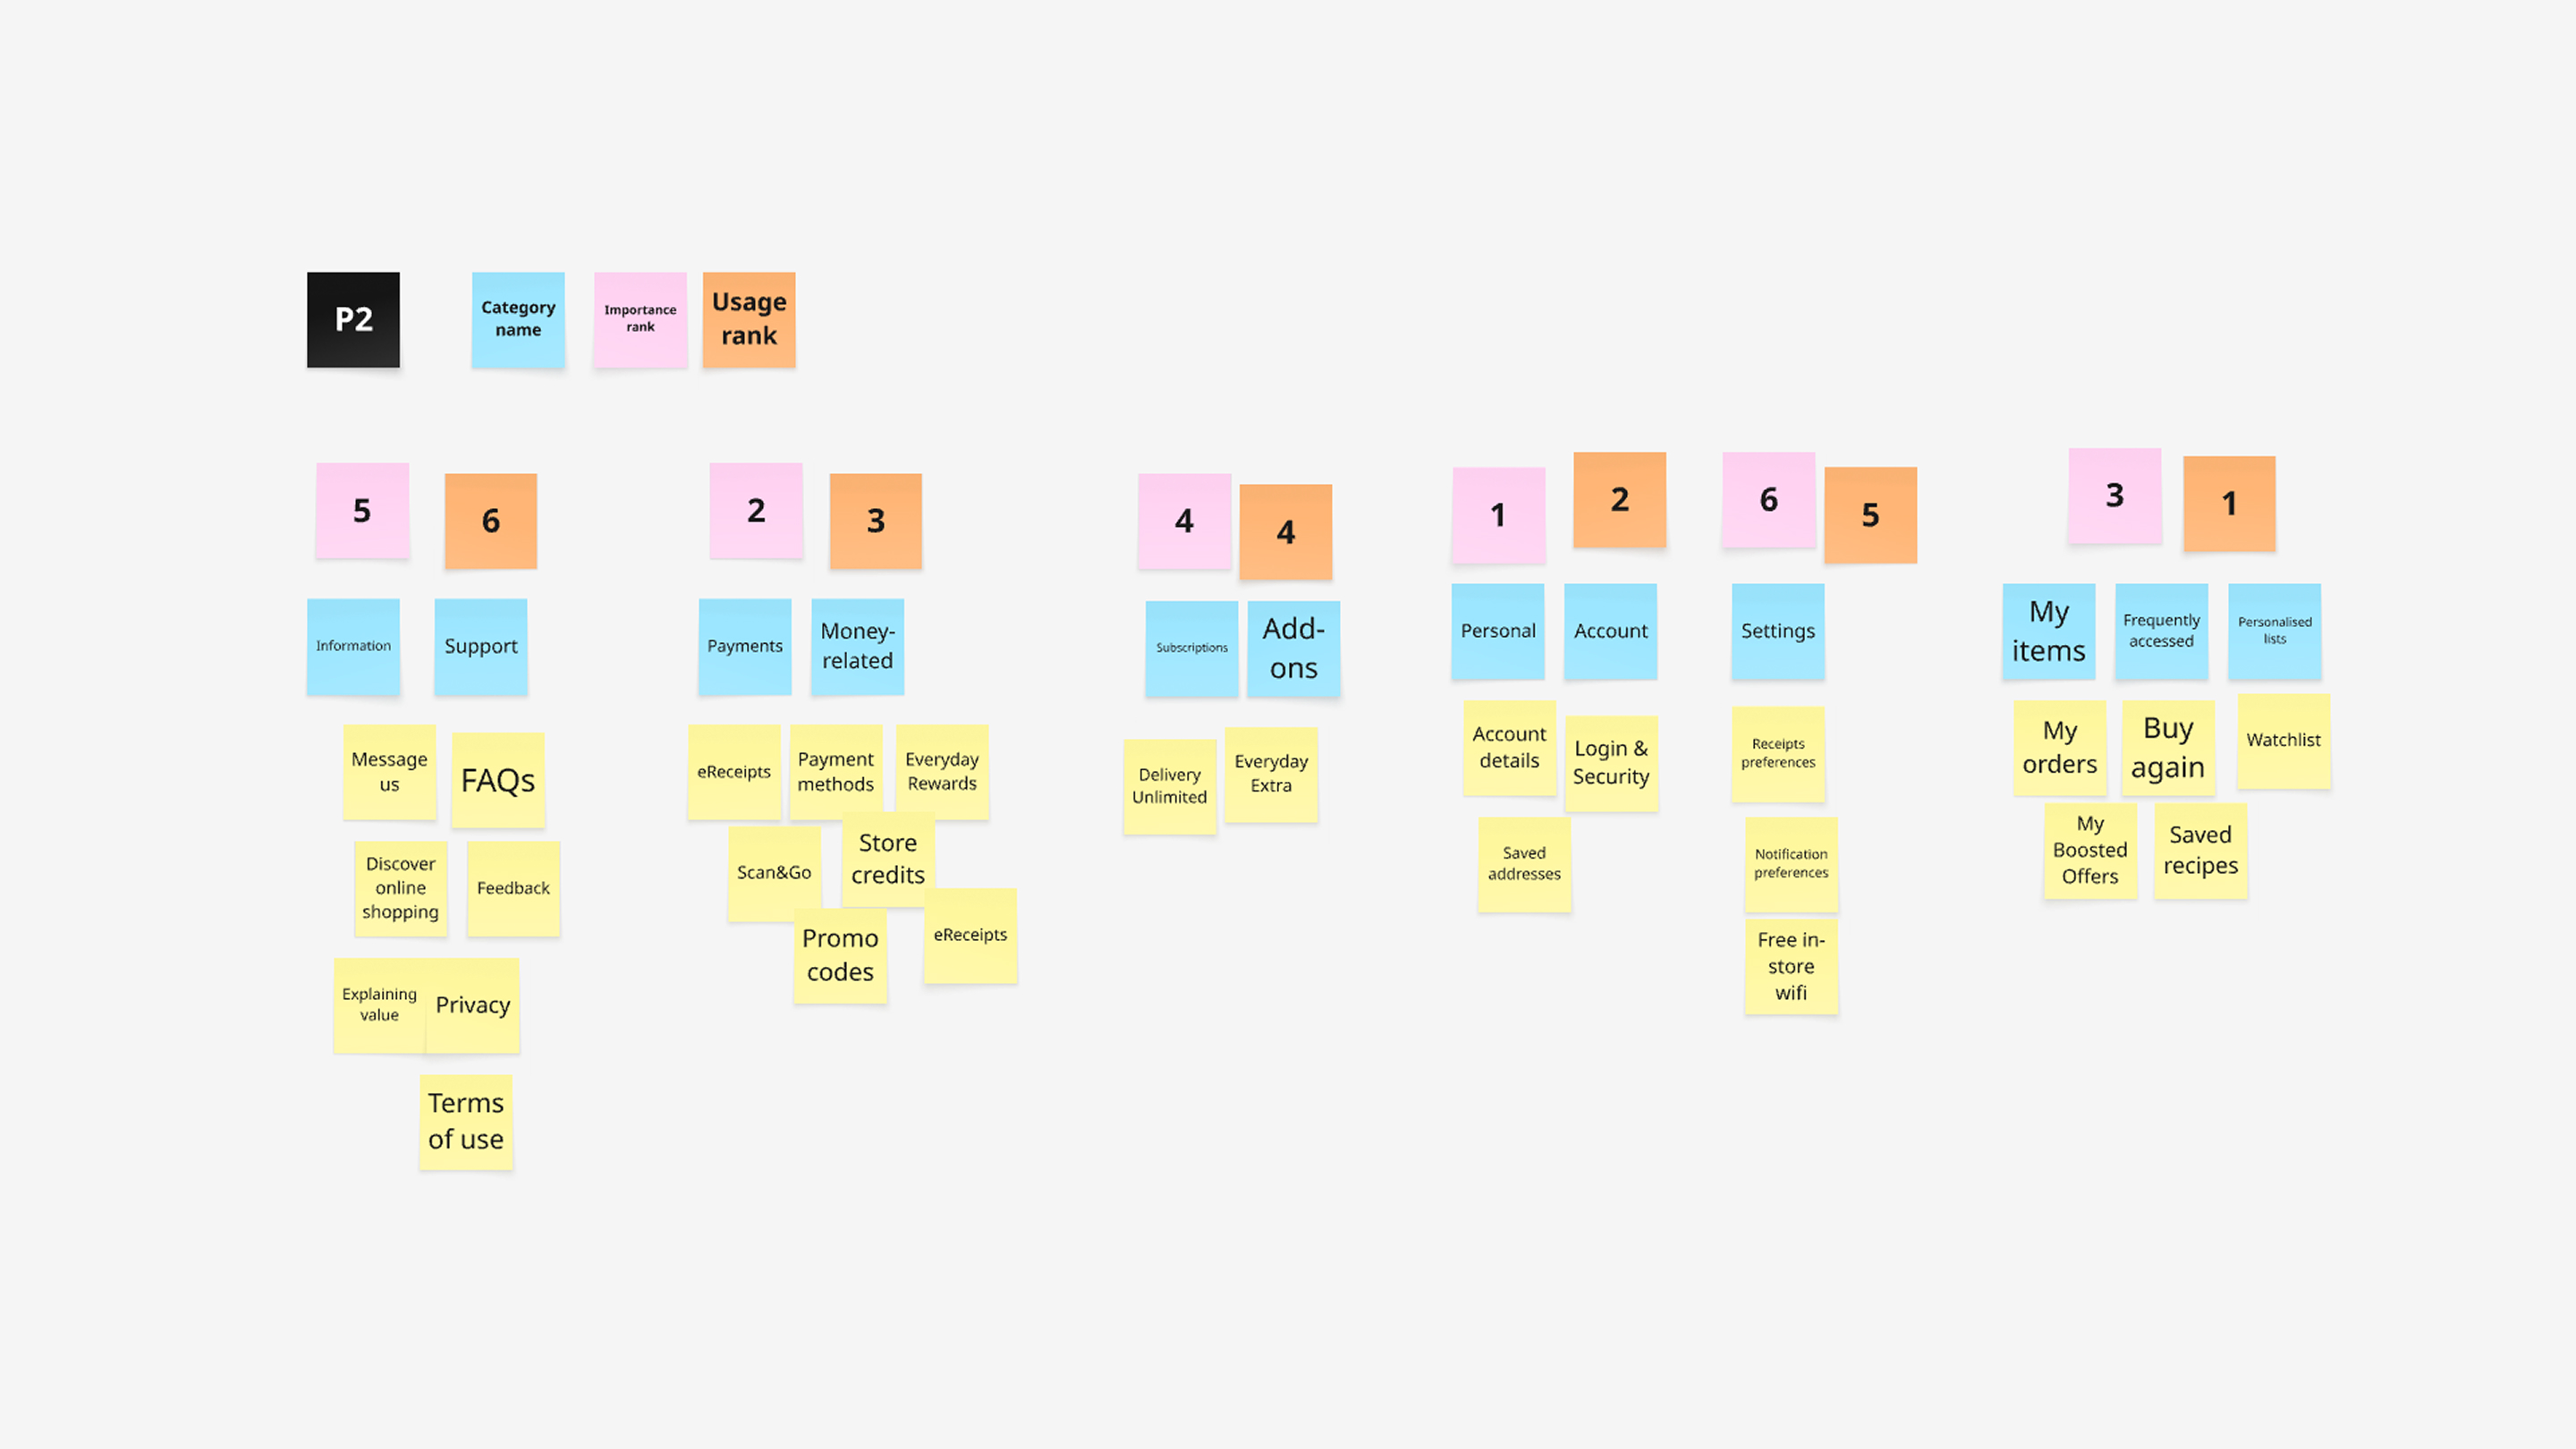 P2
Category
name
Importance
rank
Usage
rank
5
6
Information
Support
Message
us
FAQs
Discover
online
shopping
Feedback
Explaining
value
Privacy
Terms
of use
2
3
Payments
Money-
related
eReceipts
Payment
methods
Everyday
Rewards
Scan&Go
Store
credits
Promo
codes
eReceipts
4
4
Subscriptions
Add-
ons
Delivery
Unlimited
Everyday
Extra
1
2
Personal
Account
Account
details
Login &
Security
Saved
addresses
6
5
Settings
Receipts
preferences
Notification
preferences
Free in-
store
wifi
3
1
My
items
Frequently
accessed
Personalised
lists
My
orders
Buy
again
Watchlist
My
Boosted
Offers
Saved
recipes